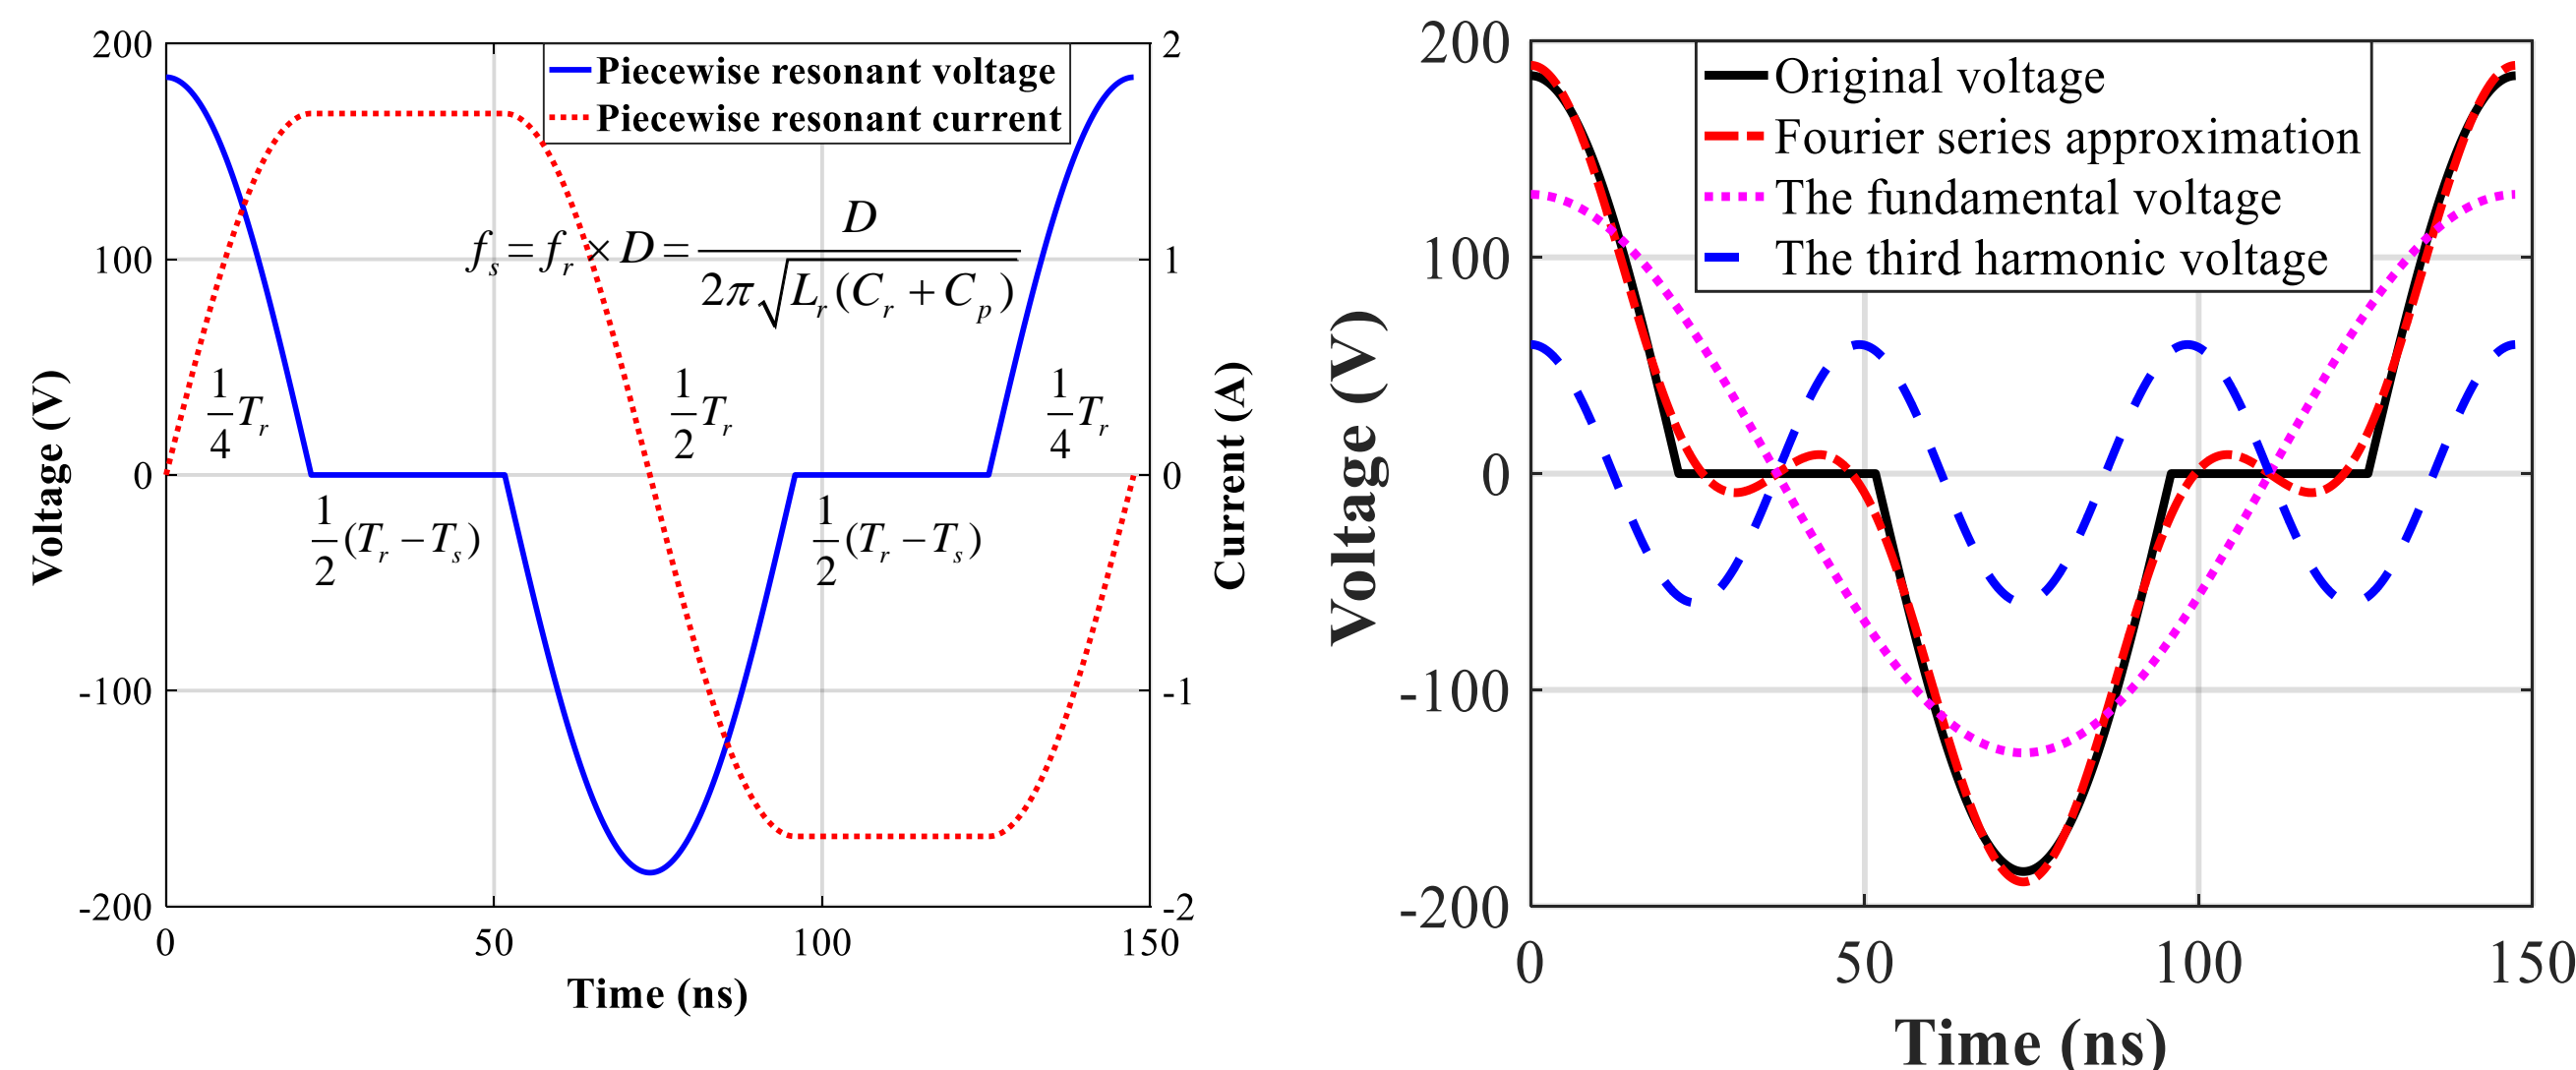 200
100
0
-100
-200
Voltage (V)
2
1
0
-1
-2
Current (A)
Piecewise resonant voltage
Piecewise resonant current
f_s = f_r × D = D / (2π√(L_r(C_r + C_p)))
1/4 T_r
1/2 T_r
1/4 T_r
1/2 (T_r − T_s)
1/2 (T_r − T_s)
0 50 100 150
Time (ns)
200
100
0
-100
-200
Voltage (V)
Original voltage
Fourier series approximation
The fundamental voltage
The third harmonic voltage
0 50 100 150
Time (ns)